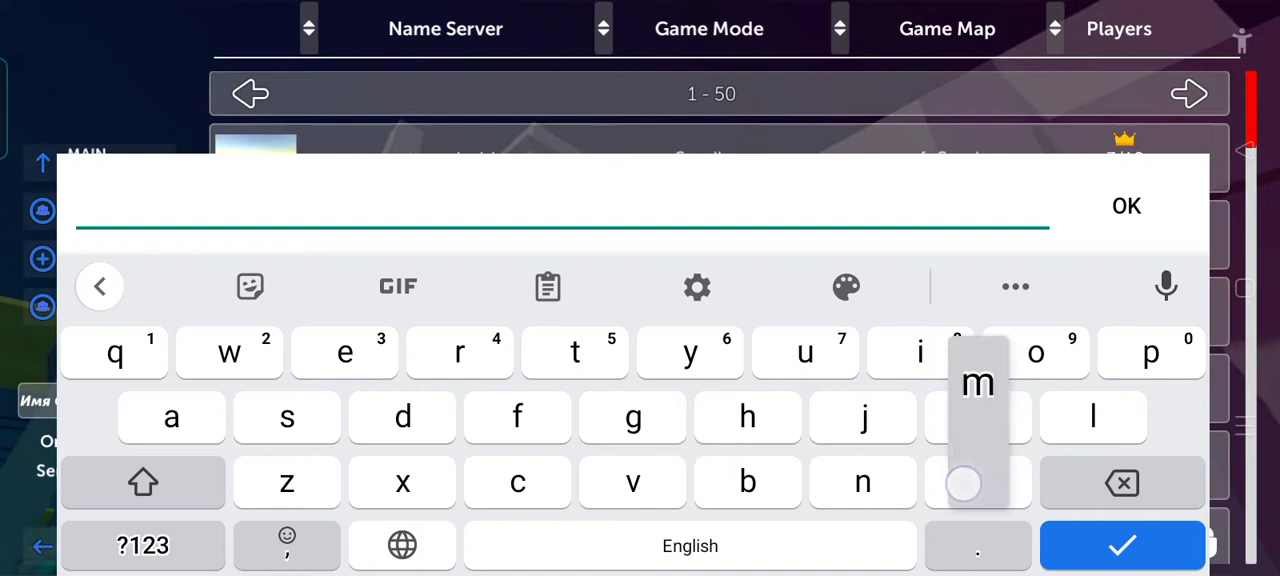 Name Server Game Mode Game Map Players
1 - 50
MAIN
OK
GIF
q 1 w 2 e 3 r 4 t 5 y 6 u 7 i o 9 p 0
m
a s d f g h j l
Имя
z x c v b n
?123 , English .